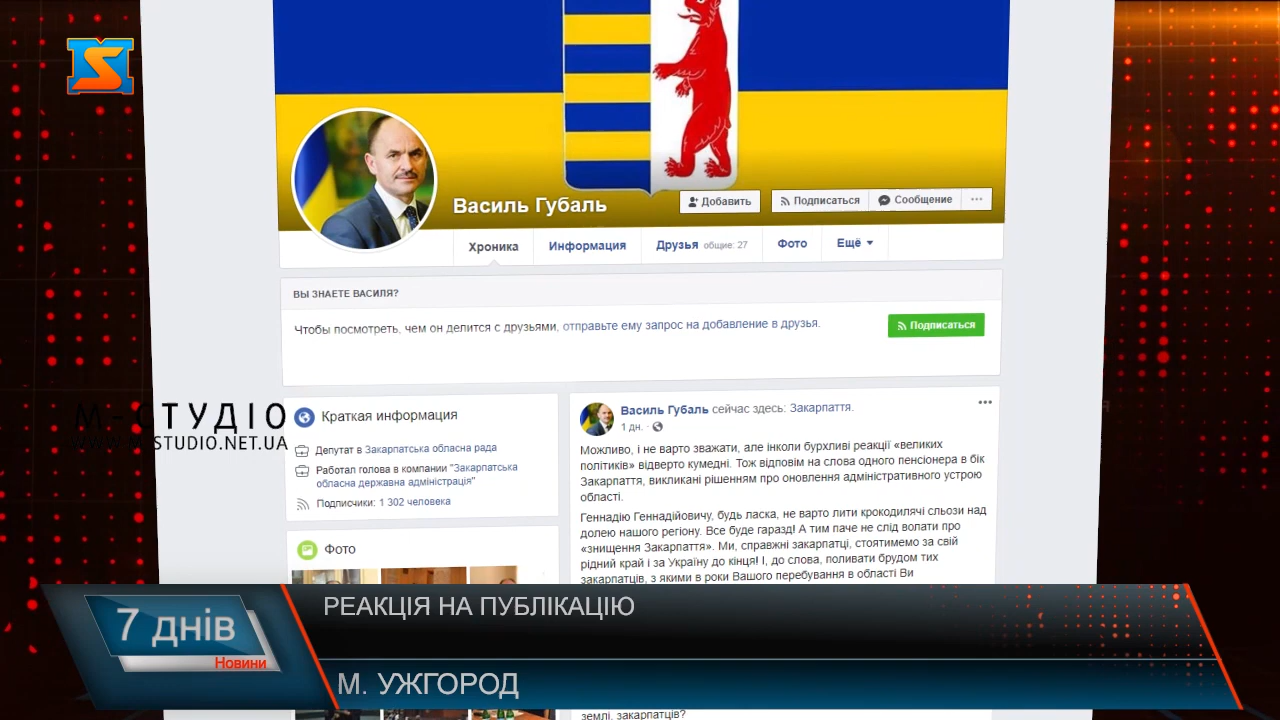 S
Василь Губаль
Добавить
Подписаться
Сообщение
Хроника
Информация
Друзья общие: 27
Фото
Ещё
ВЫ ЗНАЕТЕ ВАСИЛЯ?
Чтобы посмотреть, чем он делится с друзьями, отправьте ему запрос на добавление в друзья.
Подписаться
М-СТУДІО
WWW.M-STUDIO.NET.UA
Краткая информация
Депутат в Закарпатська обласна рада
Работал голова в компании "Закарпатська
обласна державна адміністрація"
Подписчики: 1 302 человека
Фото
Василь Губаль сейчас здесь: Закарпаття.
1 дн. ·
Можливо, і не варто зважати, але інколи бурхливі реакції «великих
політиків» відверто кумедні. Тож відповім на слова одного пенсіонера в бік
Закарпаття, викликані рішенням про оновлення адміністративного устрою
області.
Геннадію Геннадійовичу, будь ласка, не варто лити крокодилячі сльози над
долею нашого регіону. Все буде гаразд! А тим паче не слід волати про
«знищення Закарпаття». Ми, справжні закарпатці, стоятимемо за свій
рідний край і за Україну до кінця! І, до слова, поливати брудом тих
закарпатців, з якими в роки Вашого перебування в області Ви
7 днів
Новини
РЕАКЦІЯ НА ПУБЛІКАЦІЮ
М. УЖГОРОД
землі, закарпатців?